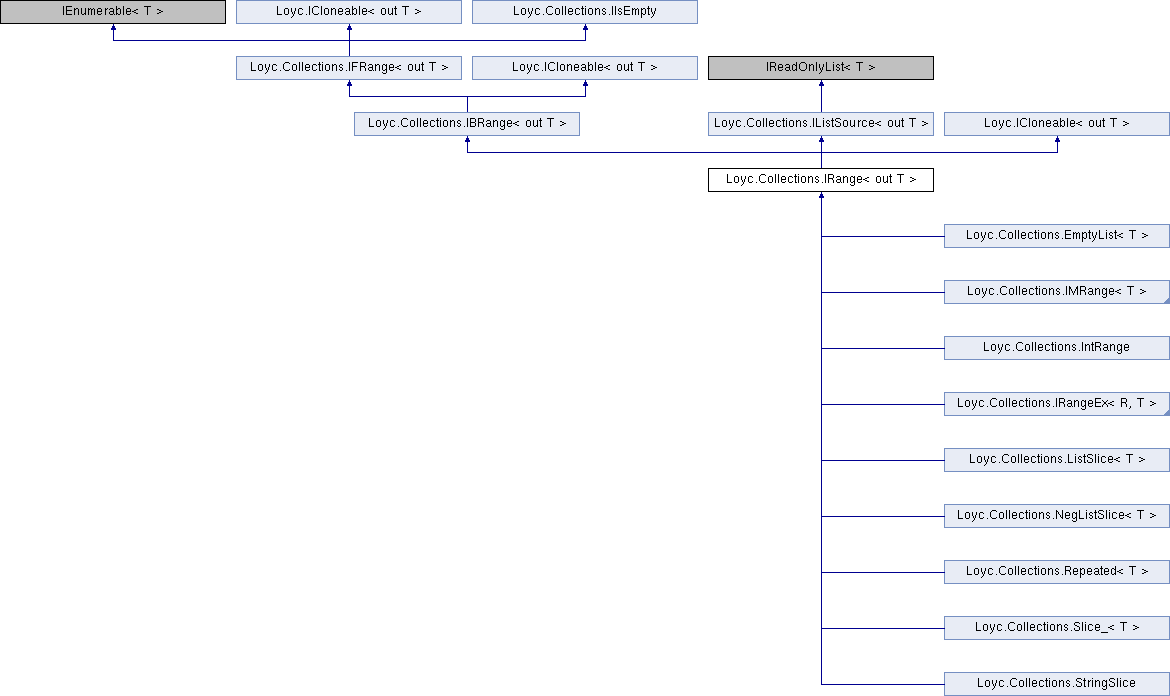 IEnumerable< T >
Loyc.ICloneable< out T >
Loyc.Collections.IIsEmpty
Loyc.Collections.IFRange< out T >
Loyc.ICloneable< out T >
IReadOnlyList< T >
Loyc.Collections.IBRange< out T >
Loyc.Collections.IListSource< out T >
Loyc.ICloneable< out T >
Loyc.Collections.IRange< out T >
Loyc.Collections.EmptyList< T >
Loyc.Collections.IMRange< T >
Loyc.Collections.IntRange
Loyc.Collections.IRangeEx< R, T >
Loyc.Collections.ListSlice< T >
Loyc.Collections.NegListSlice< T >
Loyc.Collections.Repeated< T >
Loyc.Collections.Slice_< T >
Loyc.Collections.StringSlice